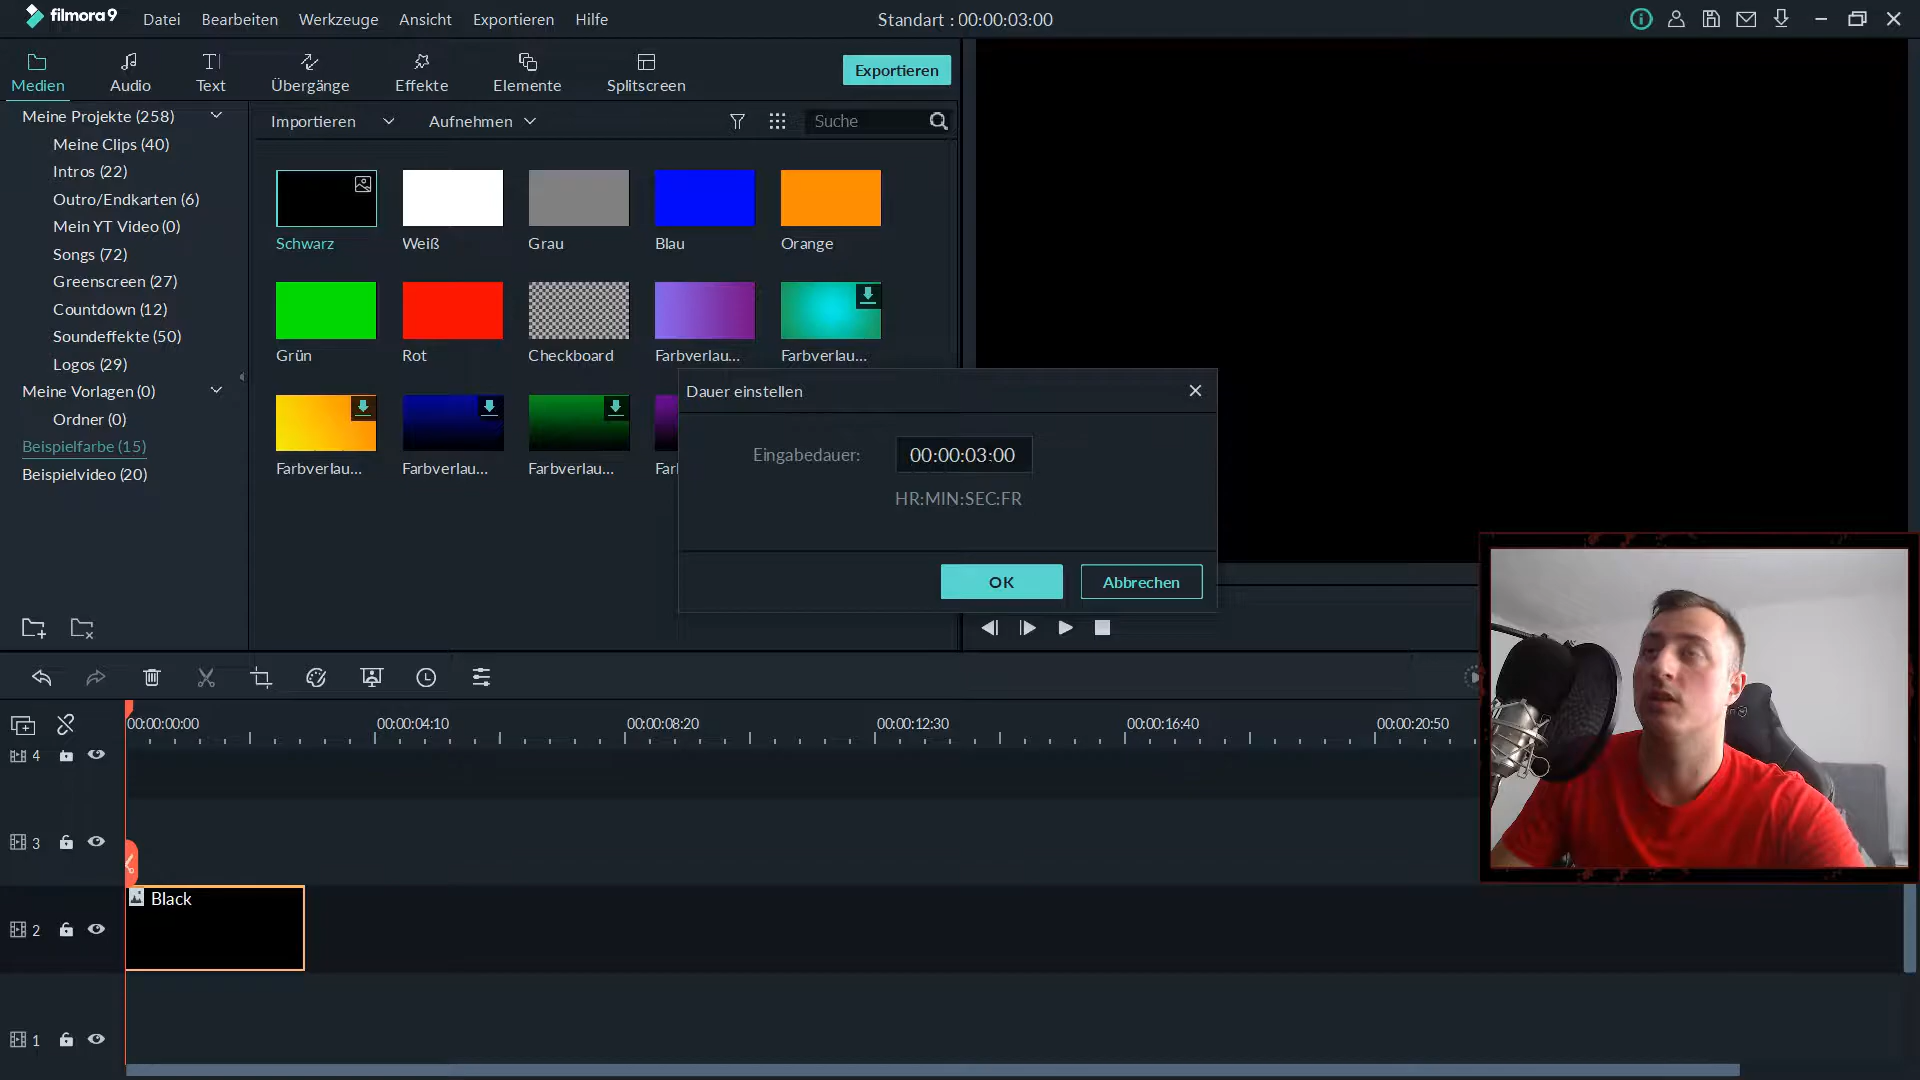 filmora9
Datei
Bearbeiten
Werkzeuge
Ansicht
Exportieren
Hilfe
Standart : 00:00:03:00
Medien
Audio
Text
Übergänge
Effekte
Elemente
Splitscreen
Exportieren
Meine Projekte (258)
Meine Clips (40)
Intros (22)
Outro/Endkarten (6)
Mein YT Video (0)
Songs (72)
Greenscreen (27)
Countdown (12)
Soundeffekte (50)
Logos (29)
Meine Vorlagen (0)
Ordner (0)
Beispielfarbe (15)
Beispielvideo (20)
Importieren
Aufnehmen
Suche
Schwarz
Weiß
Grau
Blau
Orange
Grün
Rot
Checkboard
Farbverlau...
Farbverlau...
Farbverlau...
Farbverlau...
Farbverlau...
Far
Dauer einstellen
Eingabedauer:
00:00:03:00
HR:MIN:SEC:FR
OK
Abbrechen
00:00:00:00
00:00:04:10
00:00:08:20
00:00:12:30
00:00:16:40
00:00:20:50
4
3
Black
2
1